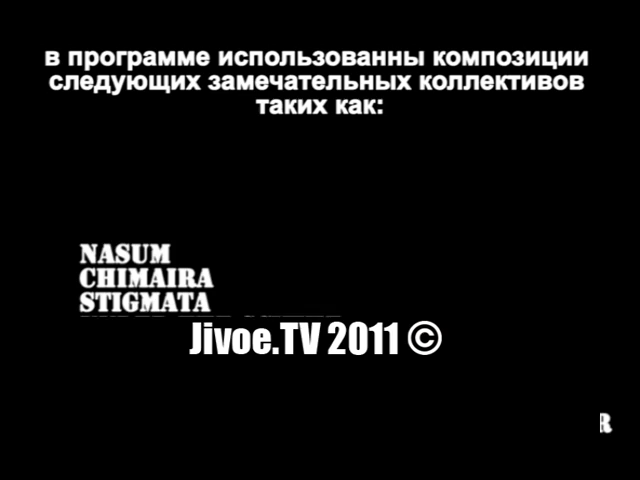 в программе использованны композиции
следующих замечательных коллективов
таких как:
NASUM
CHIMAIRA
STIGMATA
Jivoe.TV 2011 ©
R